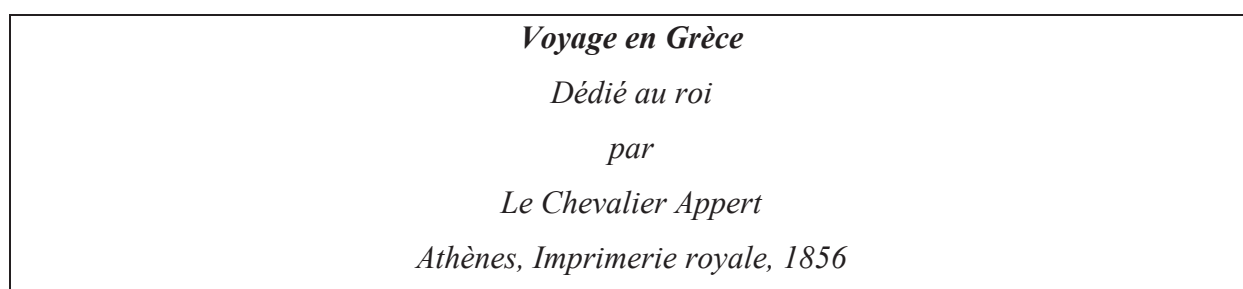 Voyage en Grèce
Dédié au roi
par
Le Chevalier Appert
Athènes, Imprimerie royale, 1856